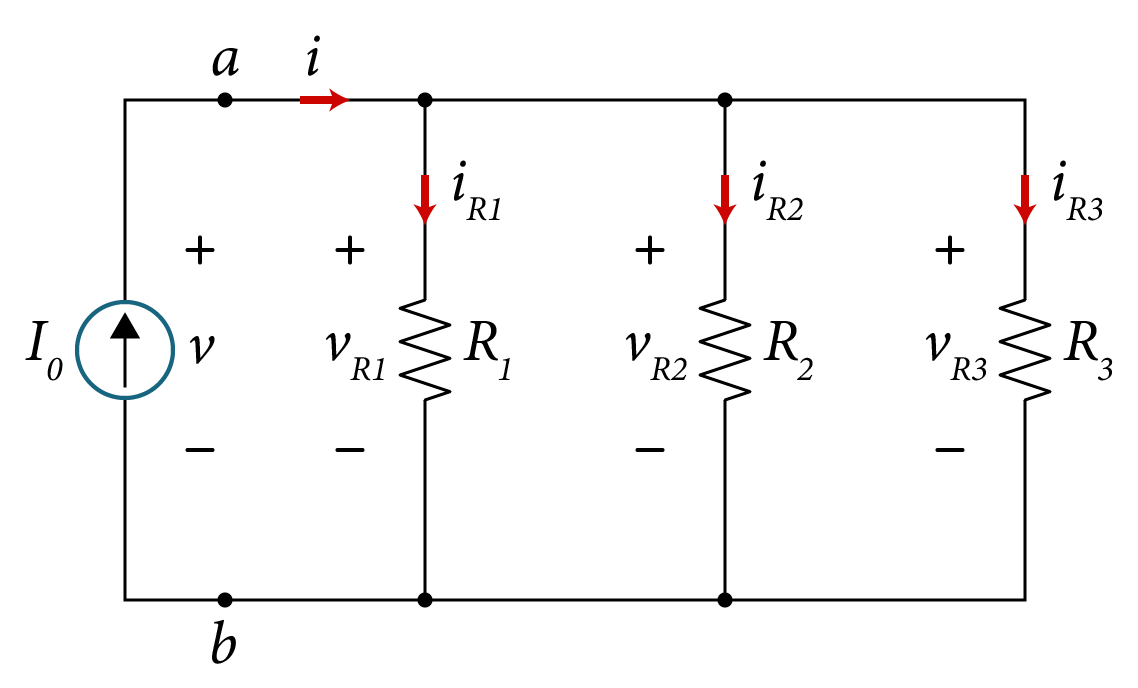 a
i
i_R1
i_R2
i_R3
+
+
+
+
I_0
v
v_R1
R_1
v_R2
R_2
v_R3
R_3
−
−
−
−
b